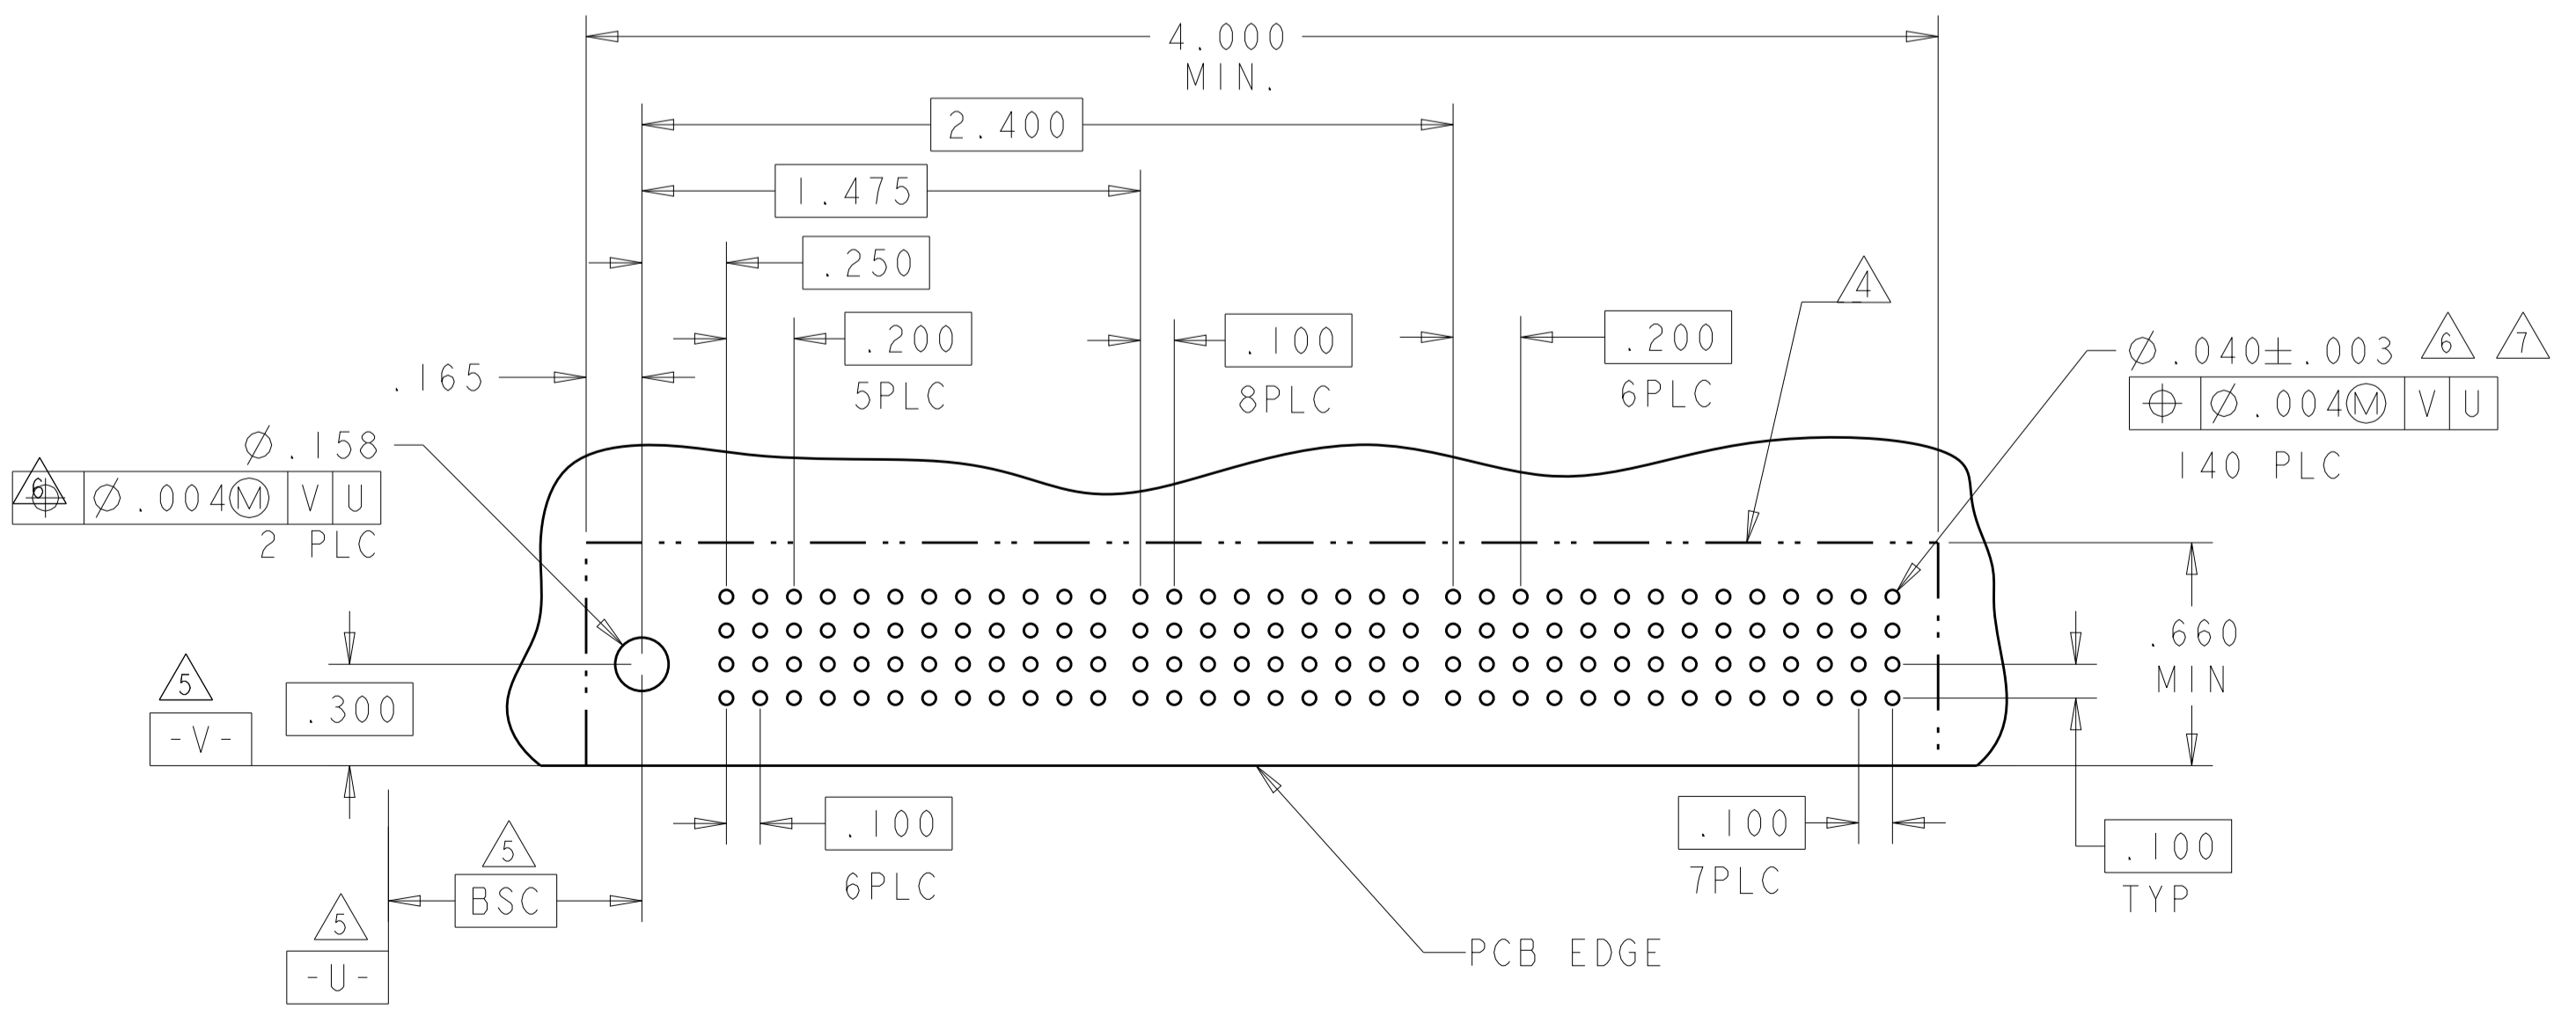 4.000
MIN.
2.400
1.475
.250
4
.200
5PLC
.100
8PLC
.200
6PLC
.165
⌀.040±.003 6 7
⌖ ⌀.004Ⓜ V U
140 PLC
⌀.158
6 ⌖ ⌀.004Ⓜ V U
2 PLC
.660
MIN
5
-V-
.300
.100
6PLC
.100
7PLC
.100
TYP
5
BSC
5
-U-
PCB EDGE